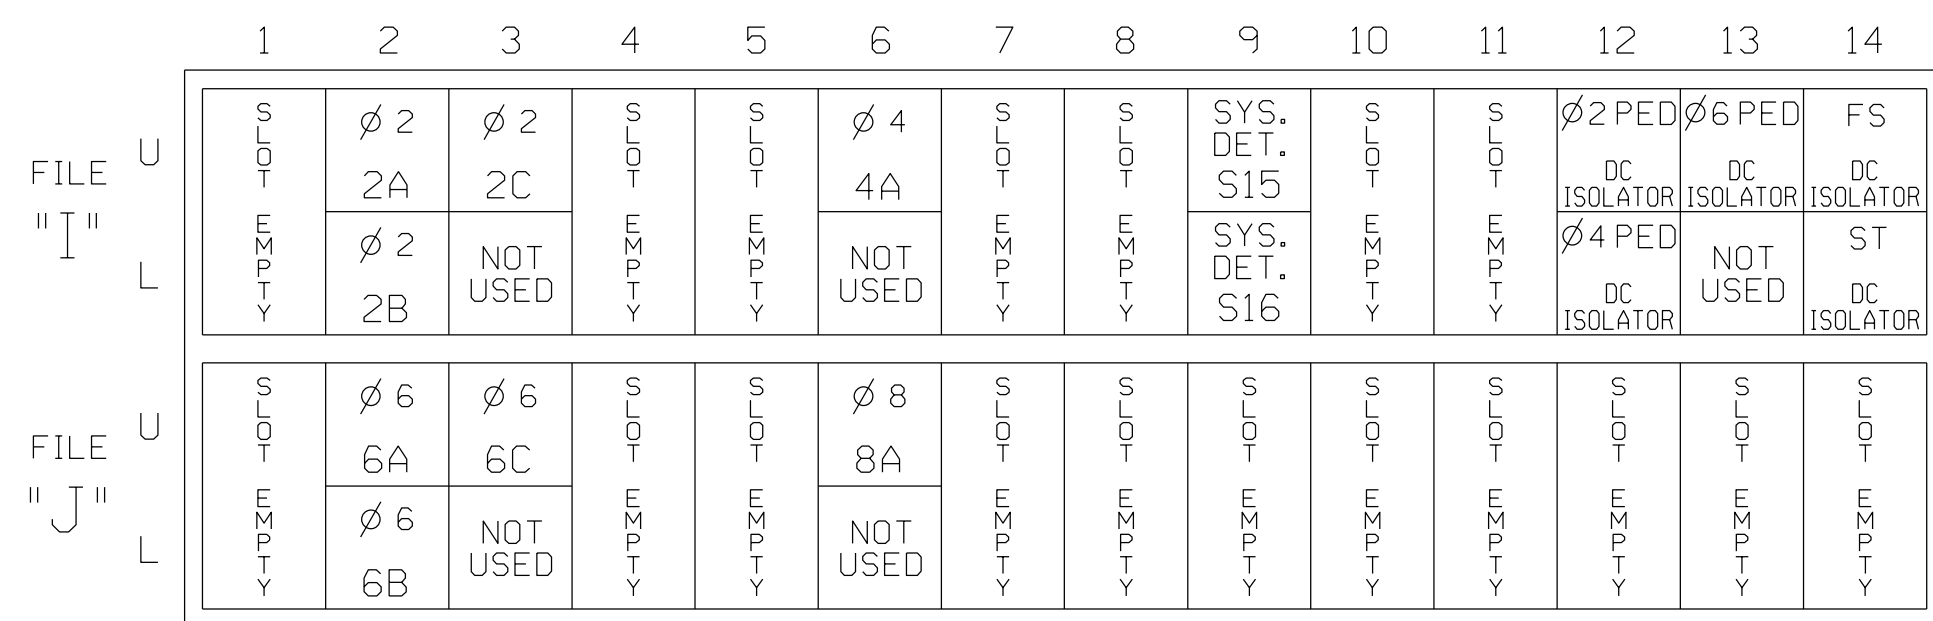 1 2 3 4 5 6 7 8 9 10 11 12 13 14
FILE
"I"
U
L
SLOT EMPTY
Ø 2
2A
Ø 2
2B
Ø 2
2C
NOT
USED
SLOT EMPTY
SLOT EMPTY
Ø 4
4A
NOT
USED
SLOT EMPTY
SLOT EMPTY
SYS.
DET.
S15
SYS.
DET.
S16
SLOT EMPTY
SLOT EMPTY
Ø2 PED
DC
ISOLATOR
Ø4 PED
DC
ISOLATOR
Ø6 PED
DC
ISOLATOR
NOT
USED
FS
DC
ISOLATOR
ST
DC
ISOLATOR
FILE
"J"
U
L
SLOT EMPTY
Ø 6
6A
Ø 6
6B
Ø 6
6C
NOT
USED
SLOT EMPTY
SLOT EMPTY
Ø 8
8A
NOT
USED
SLOT EMPTY
SLOT EMPTY
SLOT EMPTY
SLOT EMPTY
SLOT EMPTY
SLOT EMPTY
SLOT EMPTY
SLOT EMPTY